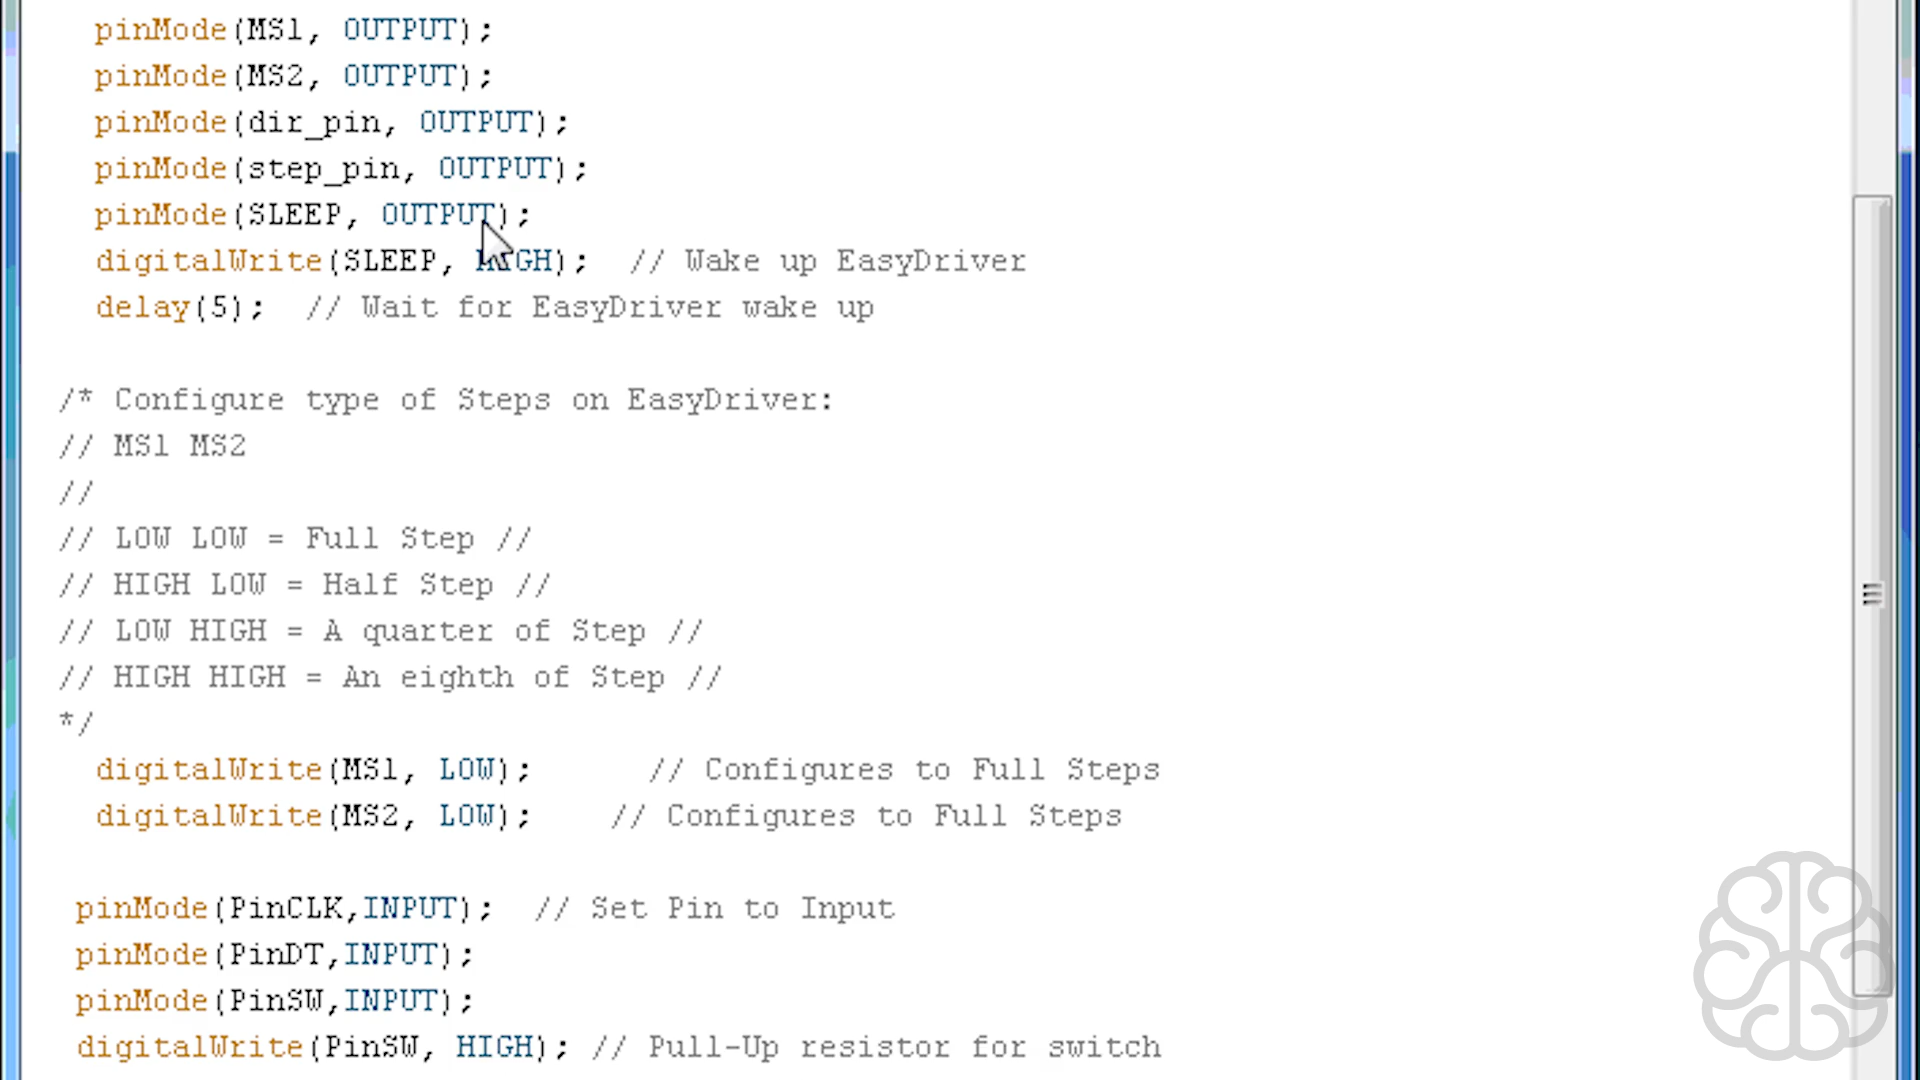 pinMode(MS1, OUTPUT);
pinMode(MS2, OUTPUT);
pinMode(dir_pin, OUTPUT);
pinMode(step_pin, OUTPUT);
pinMode(SLEEP, OUTPUT);
digitalWrite(SLEEP, HIGH);  // Wake up EasyDriver
delay(5);  // Wait for EasyDriver wake up
/* Configure type of Steps on EasyDriver:
// MS1 MS2
//
// LOW LOW = Full Step //
// HIGH LOW = Half Step //
// LOW HIGH = A quarter of Step //
// HIGH HIGH = An eighth of Step //
*/
digitalWrite(MS1, LOW);      // Configures to Full Steps
digitalWrite(MS2, LOW);    // Configures to Full Steps
pinMode(PinCLK,INPUT);  // Set Pin to Input
pinMode(PinDT,INPUT);
pinMode(PinSW,INPUT);
digitalWrite(PinSW, HIGH); // Pull-Up resistor for switch